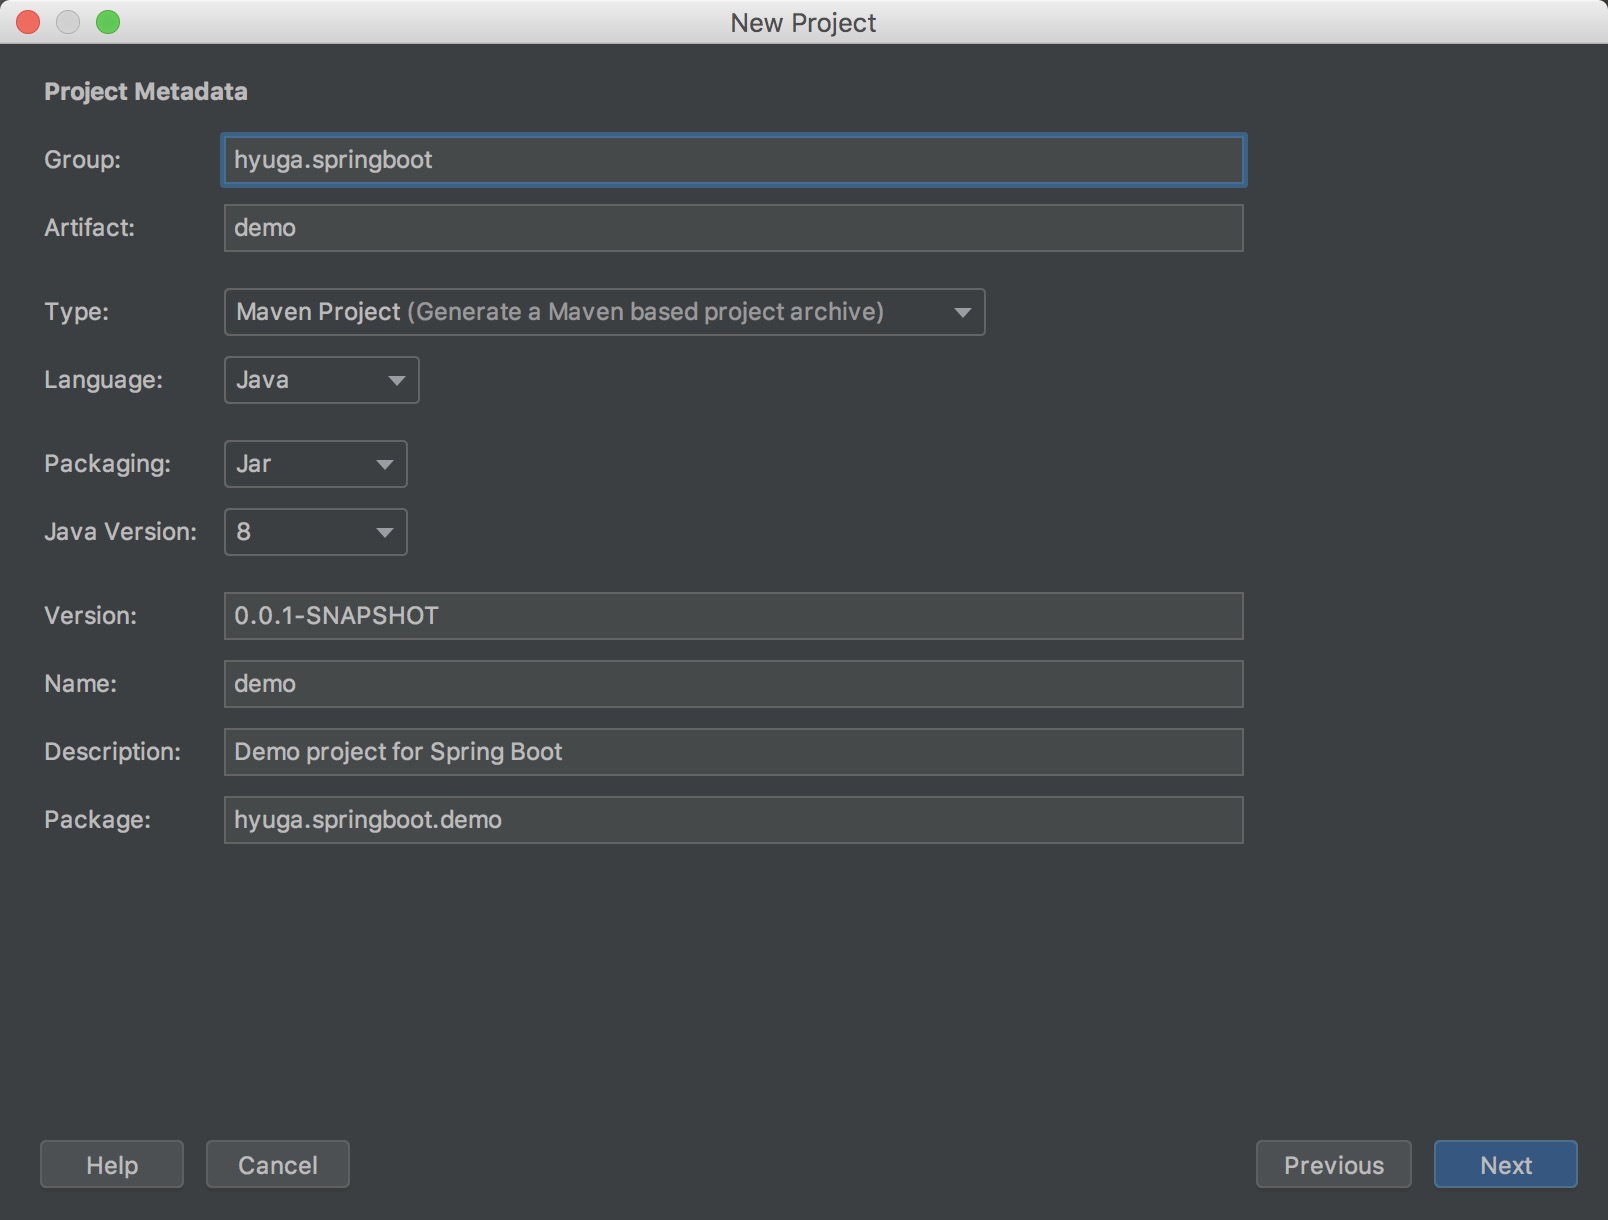 New Project
Project Metadata
Group: hyuga.springboot
Artifact: demo
Type: Maven Project (Generate a Maven based project archive)
Language: Java
Packaging: Jar
Java Version: 8
Version: 0.0.1-SNAPSHOT
Name: demo
Description: Demo project for Spring Boot
Package: hyuga.springboot.demo
Help Cancel Previous Next